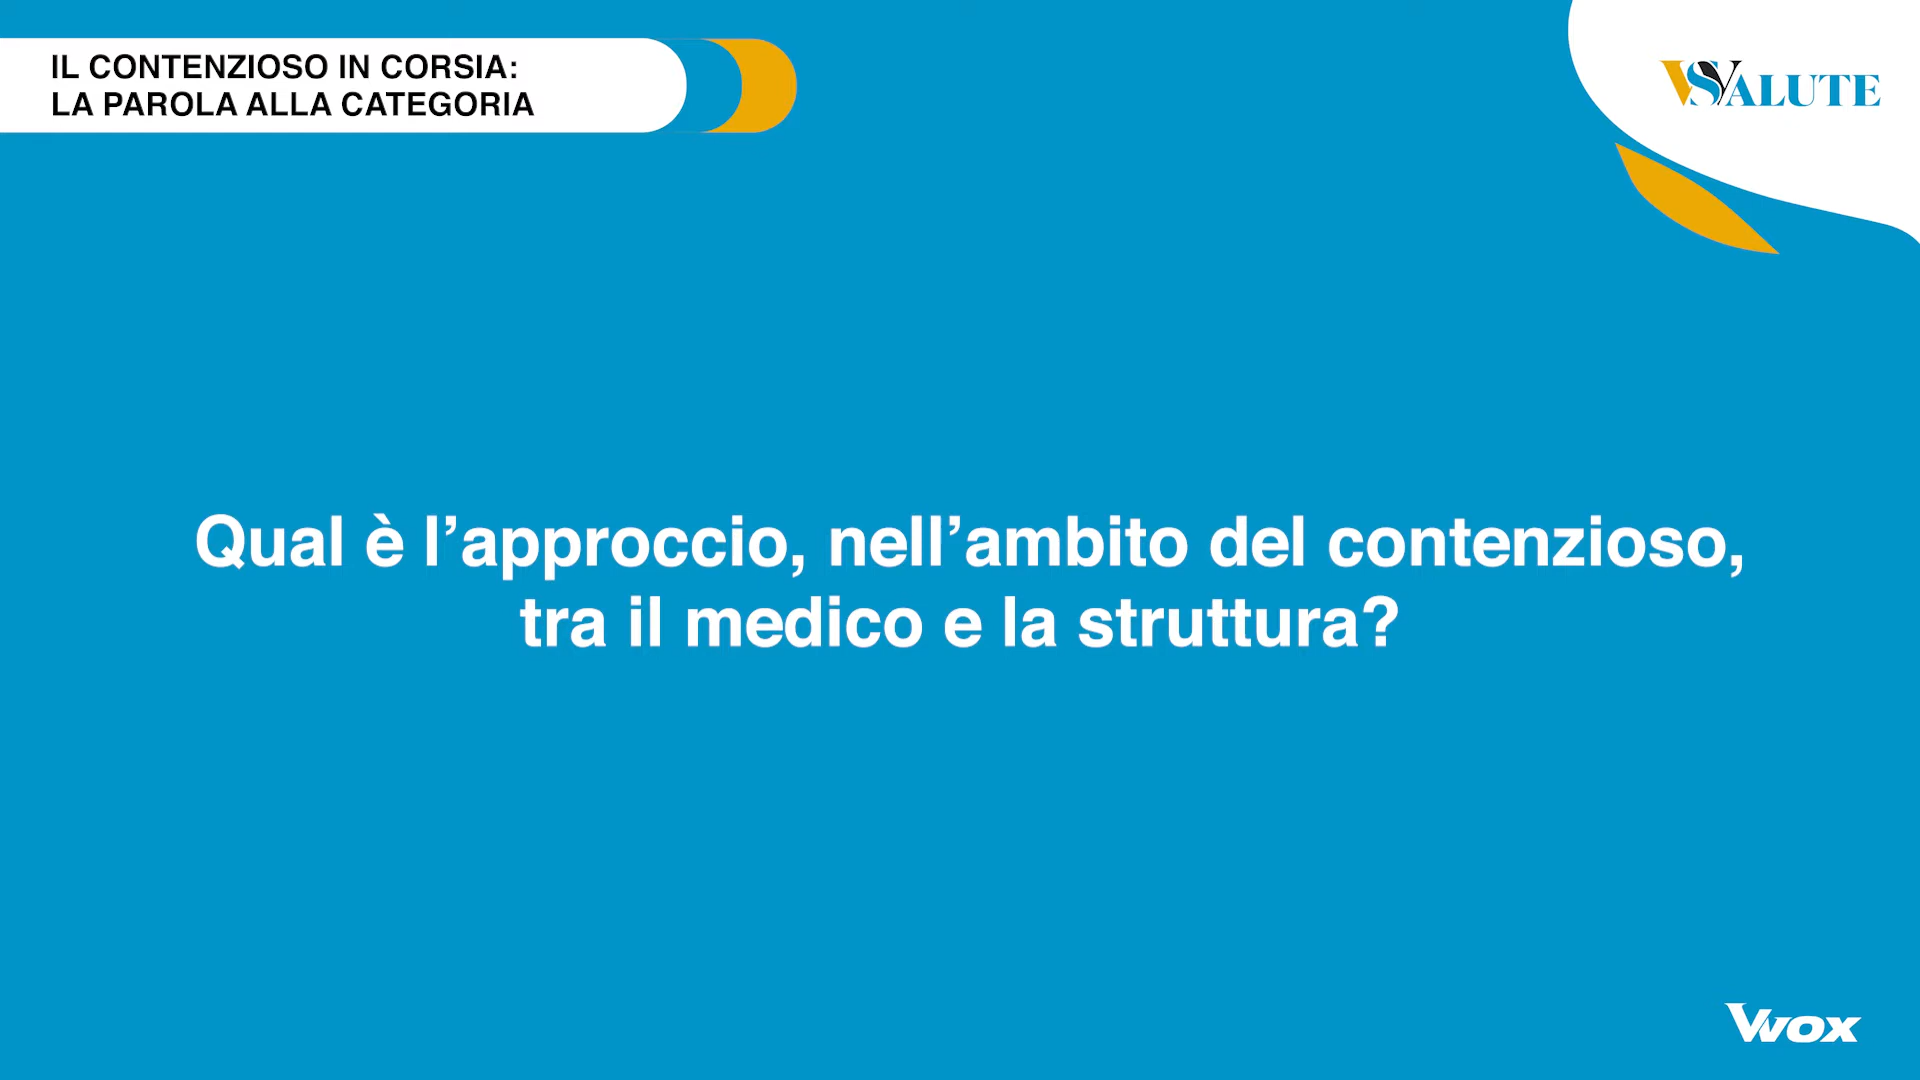 IL CONTENZIOSO IN CORSIA:
LA PAROLA ALLA CATEGORIA
VSALUTE
Qual è l’approccio, nell’ambito del contenzioso,
tra il medico e la struttura?
Vvox